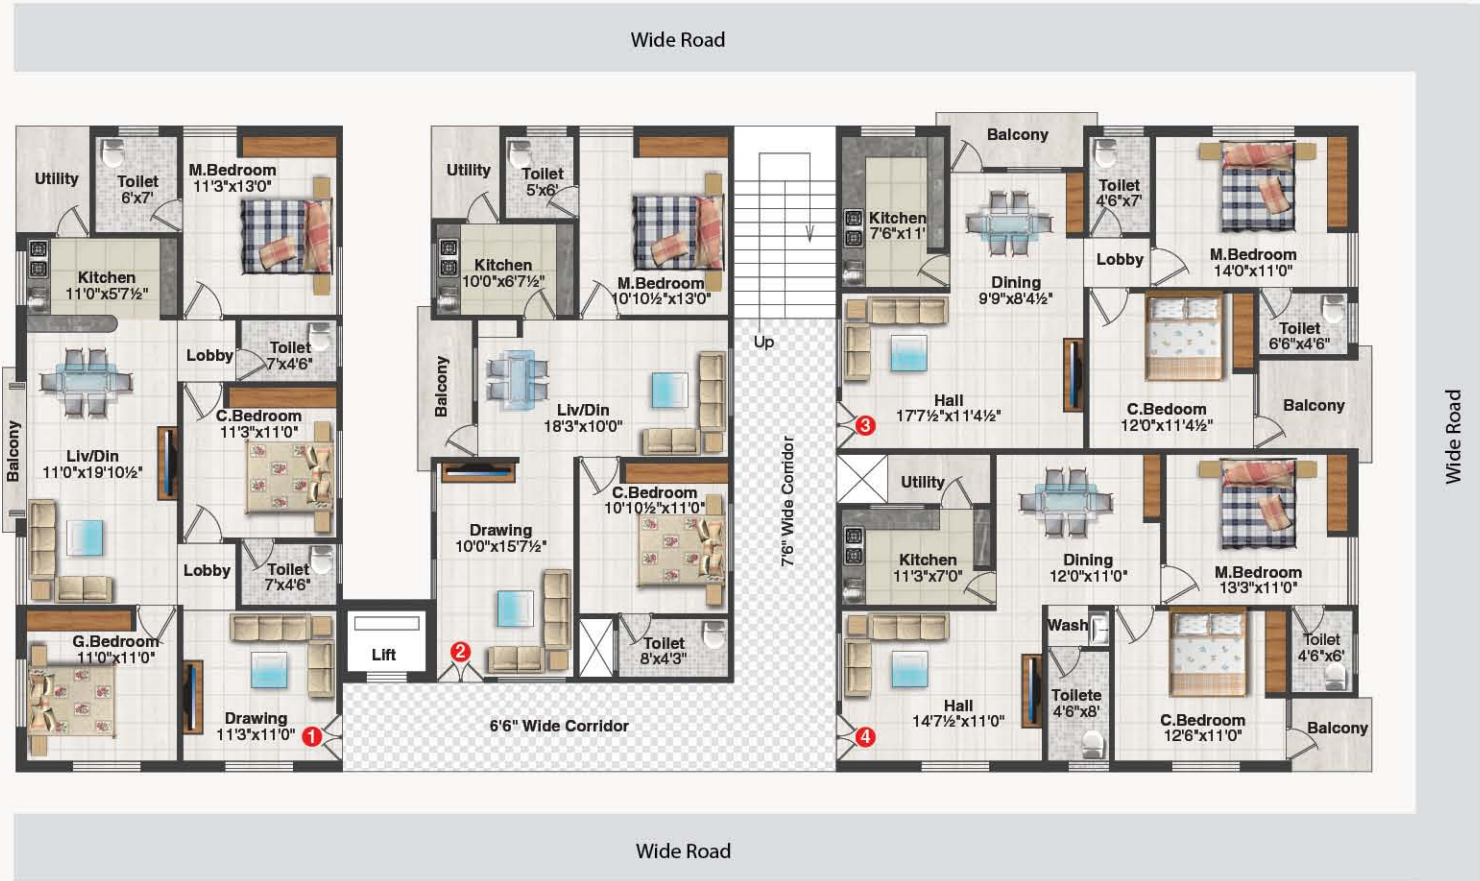 Wide Road
Utility
Toilet
6'x7'
M.Bedroom
11'3"x13'0"
Kitchen
11'0"x5'7½"
Lobby
Toilet
7'x4'6"
C.Bedroom
11'3"x11'0"
Balcony
Liv/Din
11'0"x19'10½"
Lobby
Toilet
7'x4'6"
G.Bedroom
11'0"x11'0"
Drawing
11'3"x11'0"
1
Lift
Utility
Toilet
5'x6'
M.Bedroom
10'10½"x13'0"
Kitchen
10'0"x6'7½"
Balcony
Liv/Din
18'3"x10'0"
C.Bedroom
10'10½"x11'0"
Drawing
10'0"x15'7½"
Toilet
8'x4'3"
2
6'6" Wide Corridor
Up
7'6" Wide Corridor
Balcony
Kitchen
7'6"x11'
Toilet
4'6"x7'
M.Bedroom
14'0"x11'0"
Lobby
Dining
9'9"x8'4½"
Toilet
6'6"x4'6"
Hall
17'7½"x11'4½"
C.Bedoom
12'0"x11'4½"
Balcony
3
Utility
Kitchen
11'3"x7'0"
Dining
12'0"x11'0"
M.Bedroom
13'3"x11'0"
Wash
Toilet
4'6"x6'
Toilete
4'6"x8'
Hall
14'7½"x11'0"
C.Bedroom
12'6"x11'0"
Balcony
4
Wide Road
Wide Road